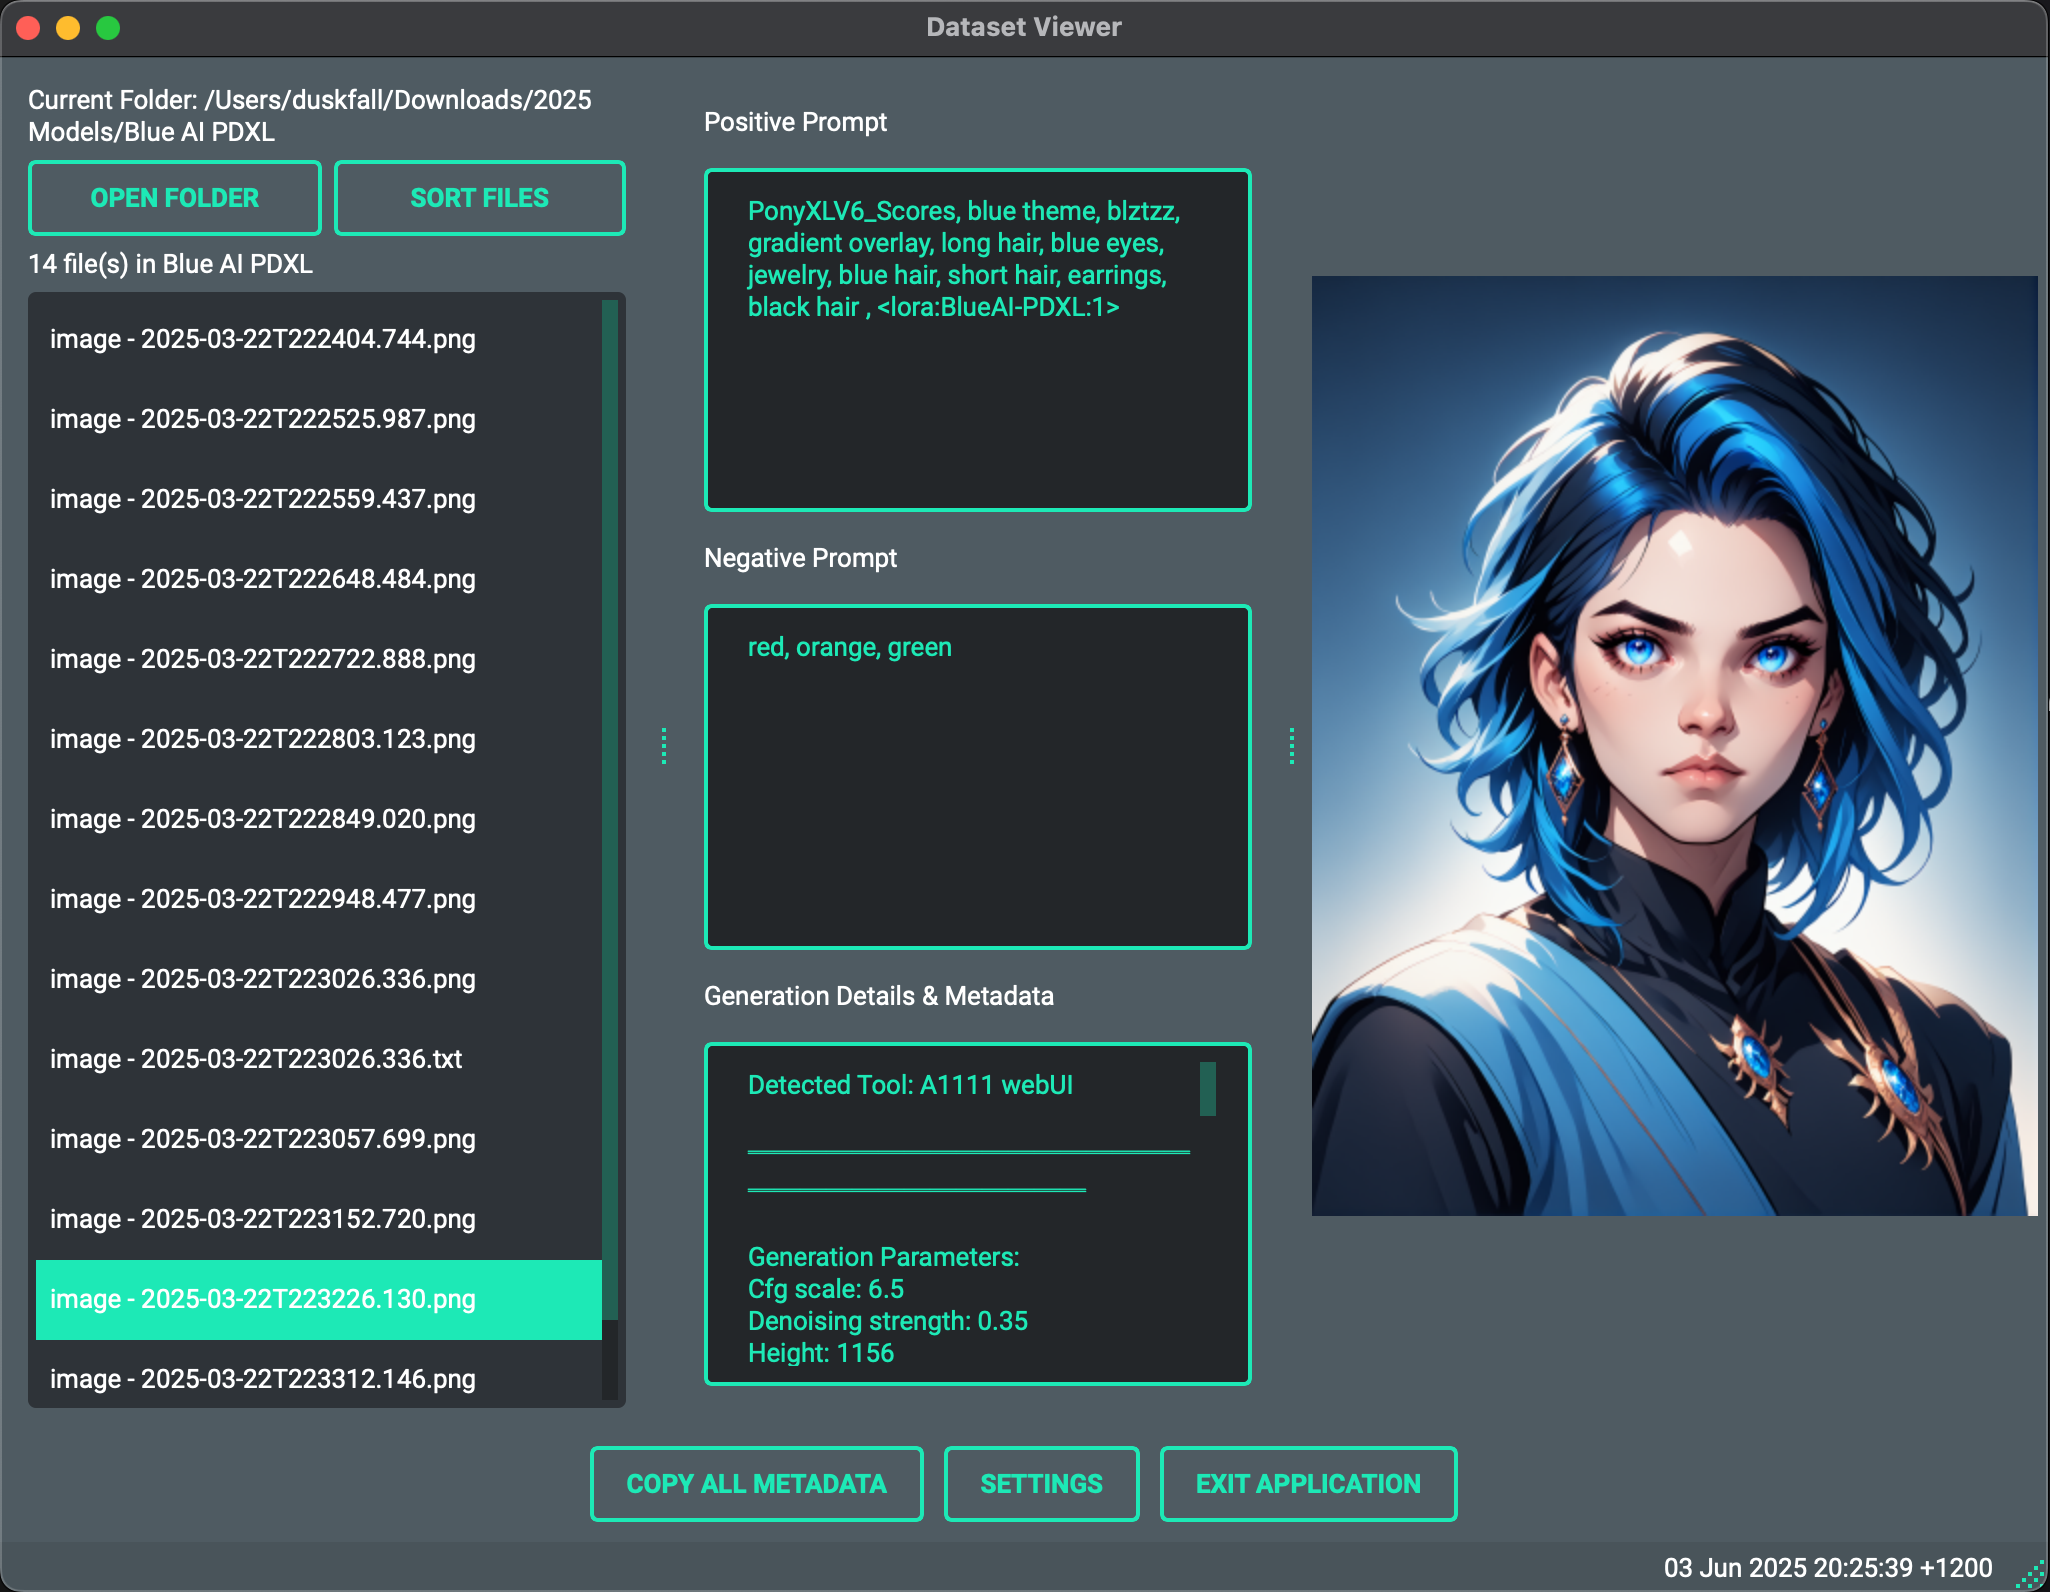 Dataset Viewer
Current Folder: /Users/duskfall/Downloads/2025
Models/Blue AI PDXL
OPEN FOLDER
SORT FILES
14 file(s) in Blue AI PDXL
image - 2025-03-22T222404.744.png
image - 2025-03-22T222525.987.png
image - 2025-03-22T222559.437.png
image - 2025-03-22T222648.484.png
image - 2025-03-22T222722.888.png
image - 2025-03-22T222803.123.png
image - 2025-03-22T222849.020.png
image - 2025-03-22T222948.477.png
image - 2025-03-22T223026.336.png
image - 2025-03-22T223026.336.txt
image - 2025-03-22T223057.699.png
image - 2025-03-22T223152.720.png
image - 2025-03-22T223226.130.png
image - 2025-03-22T223312.146.png
Positive Prompt
PonyXLV6_Scores, blue theme, blztzz,
gradient overlay, long hair, blue eyes,
jewelry, blue hair, short hair, earrings,
black hair , <lora:BlueAI-PDXL:1>
Negative Prompt
red, orange, green
Generation Details & Metadata
Detected Tool: A1111 webUI
Generation Parameters:
Cfg scale: 6.5
Denoising strength: 0.35
Height: 1156
COPY ALL METADATA
SETTINGS
EXIT APPLICATION
03 Jun 2025 20:25:39 +1200